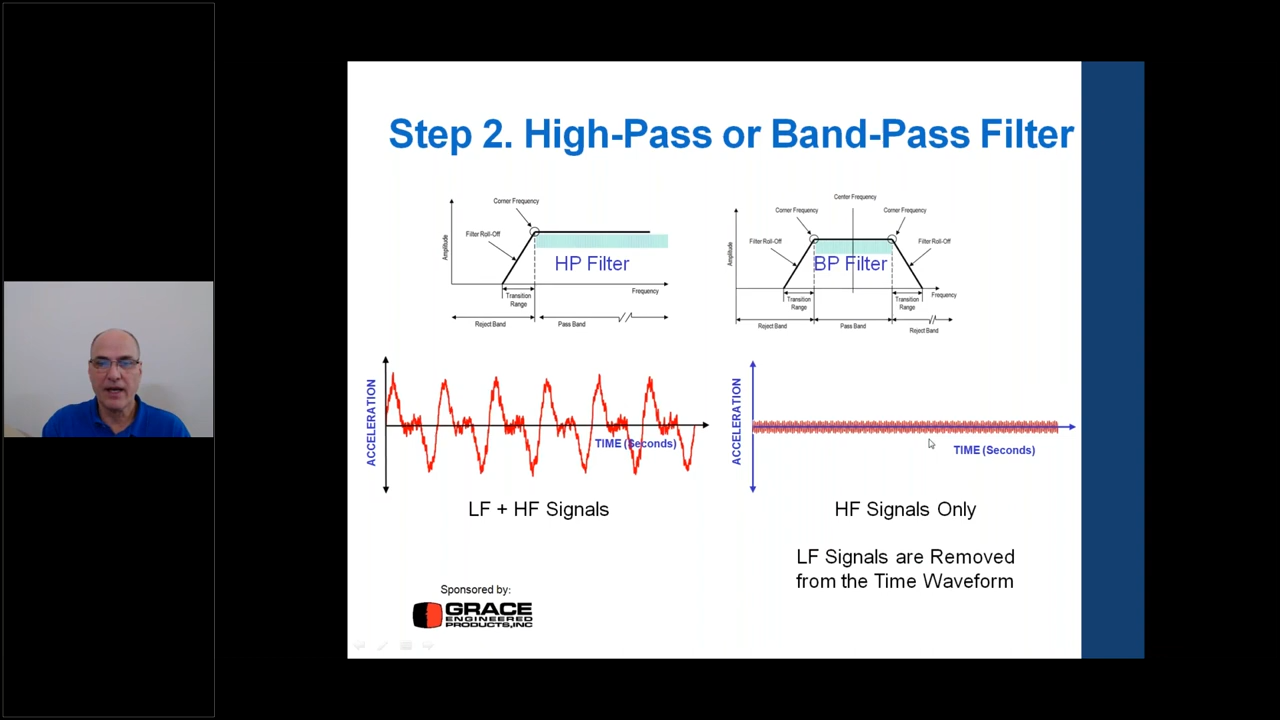 Step 2. High-Pass or Band-Pass Filter
Corner Frequency
Filter Roll-Off
Amplitude
HP Filter
Frequency
Transition
Range
Reject Band
Pass Band
Center Frequency
Corner Frequency
Corner Frequency
Filter Roll-Off
Filter Roll-Off
Amplitude
BP Filter
Frequency
Transition
Range
Transition
Range
Reject Band
Pass Band
Reject Band
ACCELERATION
TIME (Seconds)
LF + HF Signals
ACCELERATION
TIME (Seconds)
HF Signals Only
LF Signals are Removed
from the Time Waveform
Sponsored by:
GRACE
ENGINEERED
PRODUCTS,INC